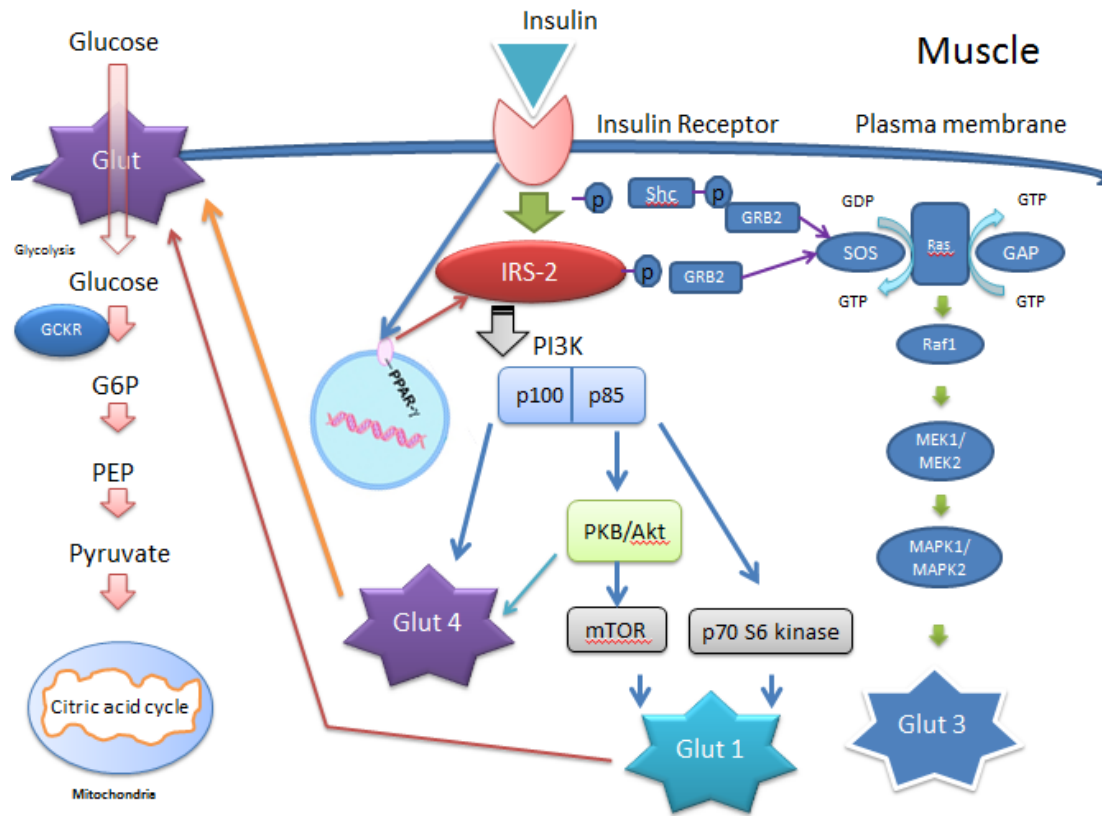 Insulin
Glucose
Muscle
Insulin Receptor
Plasma membrane
Glut
p
Shc
p
GRB2
GDP
GTP
SOS
Ras
GAP
GTP
GTP
Glycolysis
IRS-2
p
GRB2
Glucose
GCKR
PI3K
Raf1
PPAR-γ
p100
p85
G6P
MEK1/
MEK2
PEP
PKB/Akt
Pyruvate
MAPK1/
MAPK2
Glut 4
mTOR
p70 S6 kinase
Citric acid cycle
Glut 1
Glut 3
Mitochondria